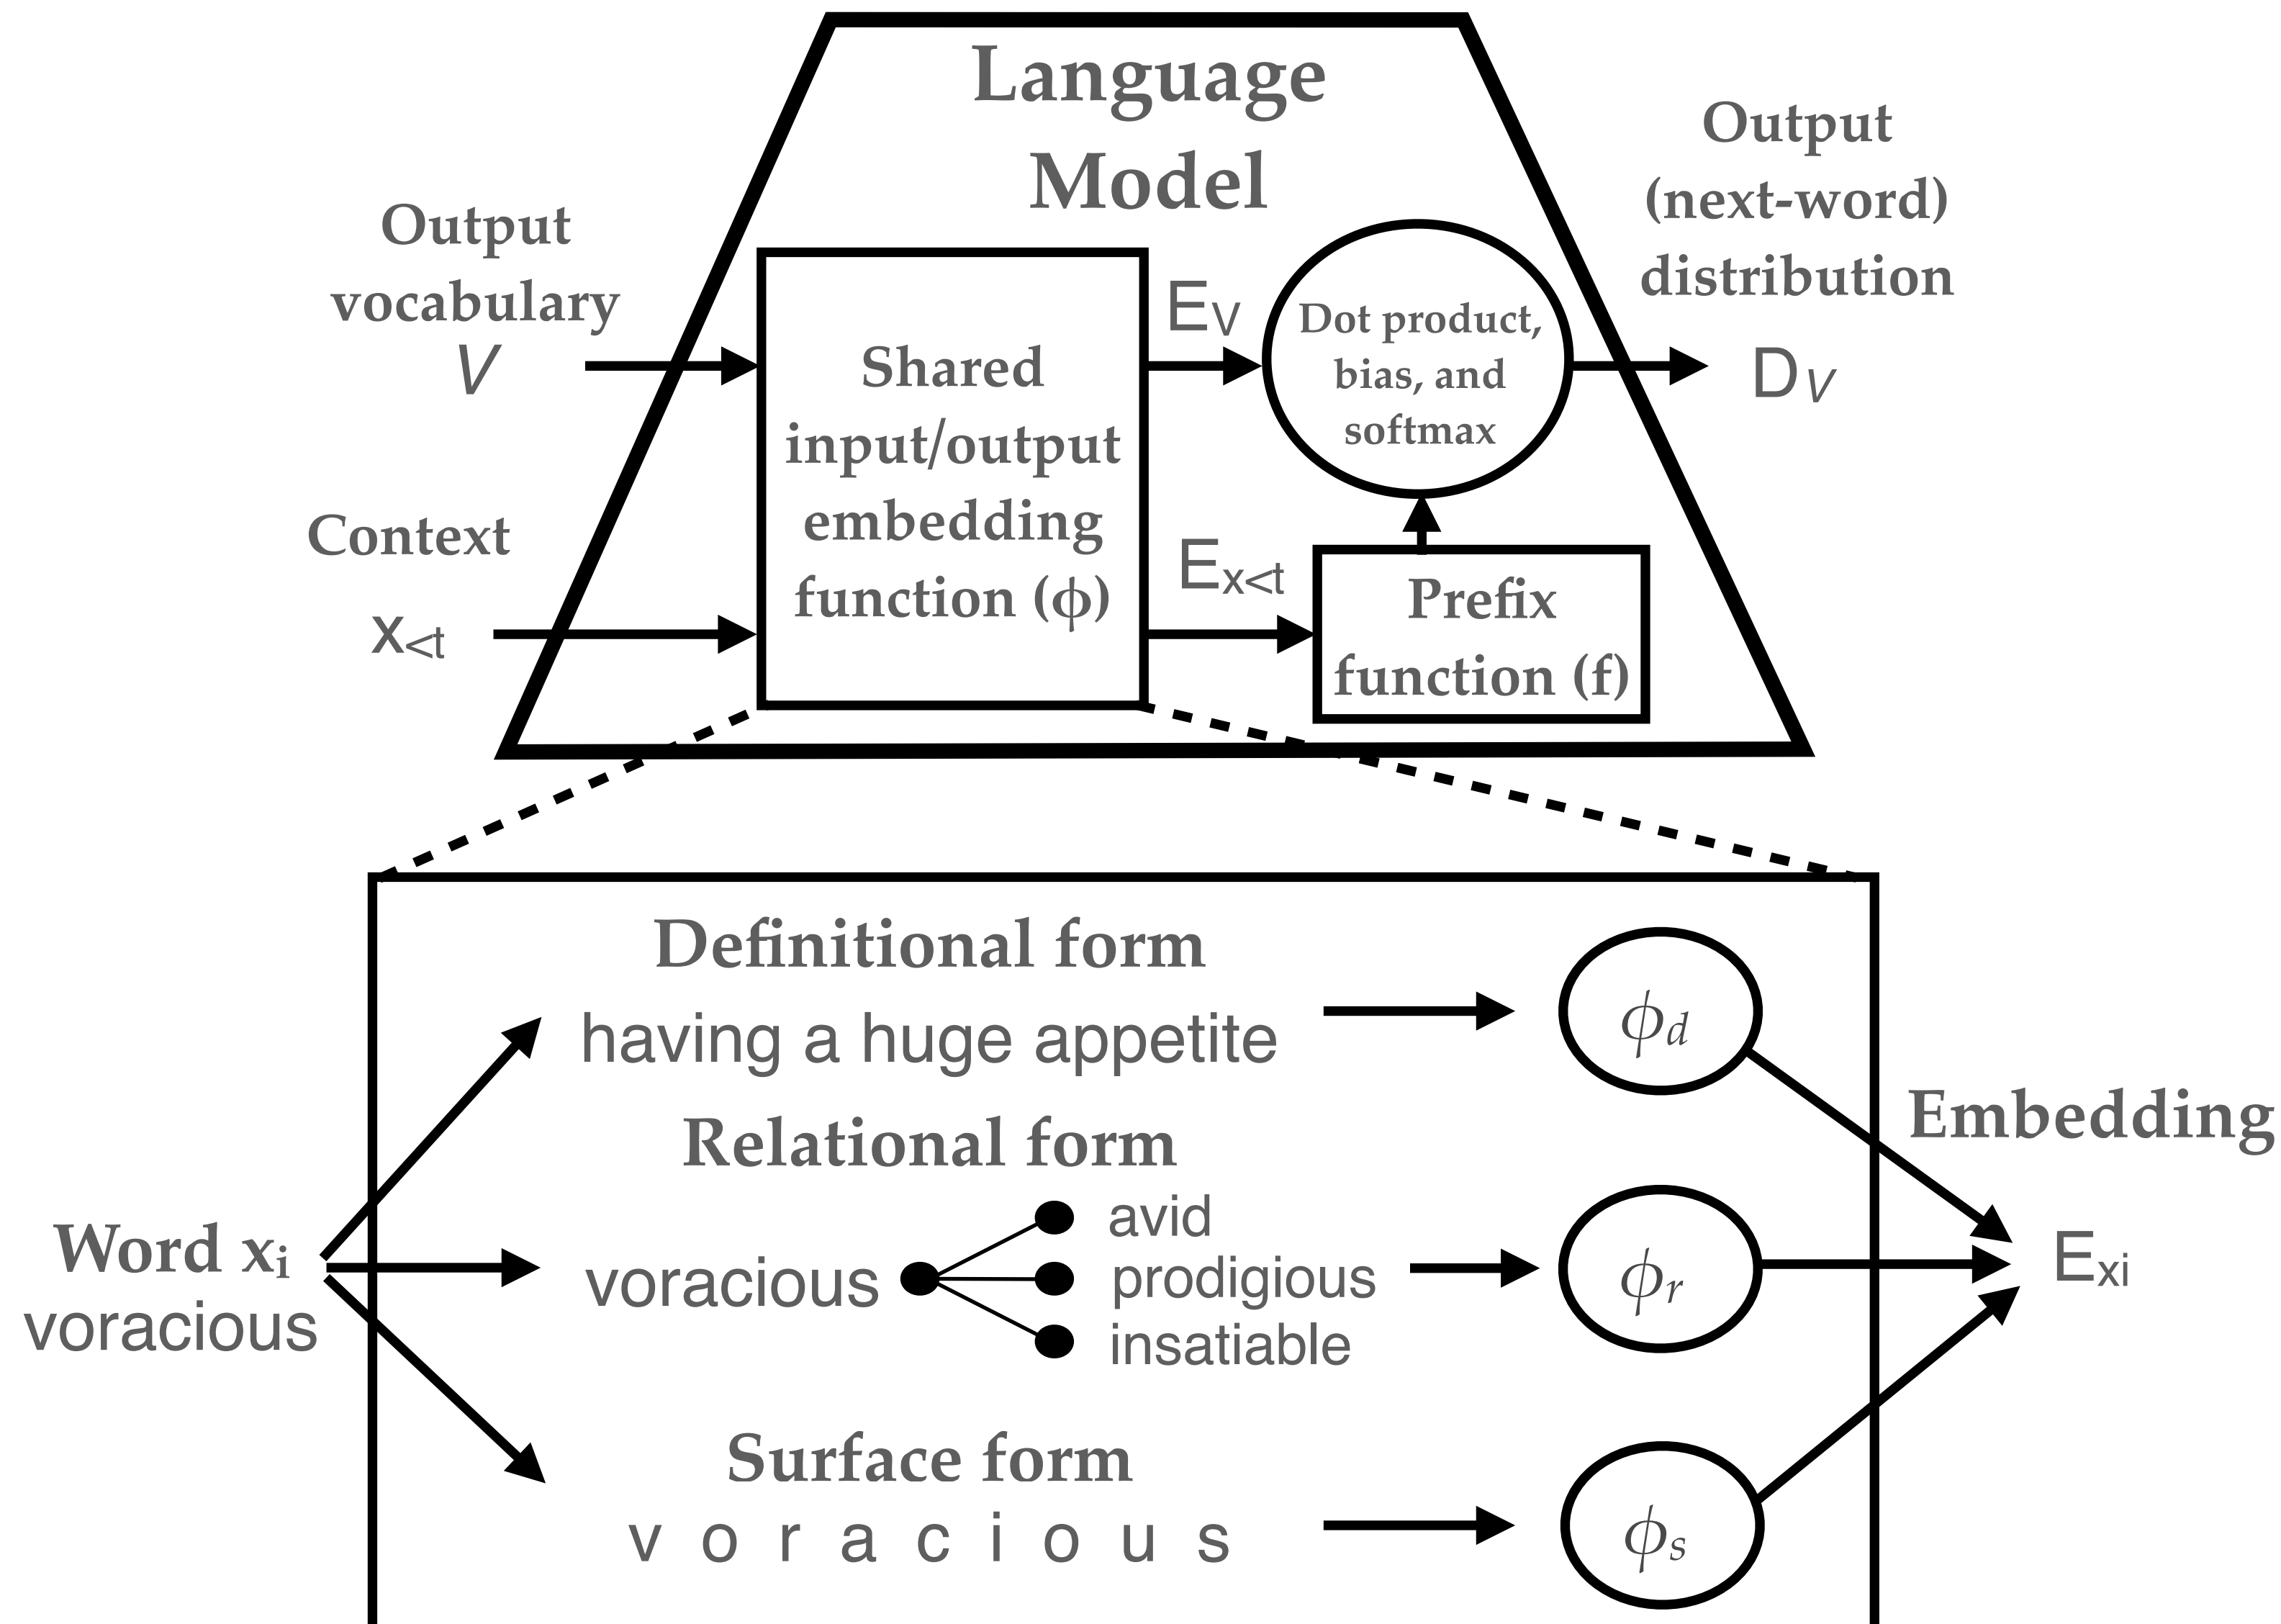 Language
Model
Output
vocabulary
V
Context
x<t
Shared
input/output
embedding
function (ϕ)
EV
Ex<t
Dot product,
bias, and
softmax
Prefix
function (f)
Output
(next-word)
distribution
DV
Definitional form
having a huge appetite
ϕd
Relational form
voracious
avid
prodigious
insatiable
ϕr
Surface form
v o r a c i o u s
ϕs
Word xi
voracious
Embedding
Exi